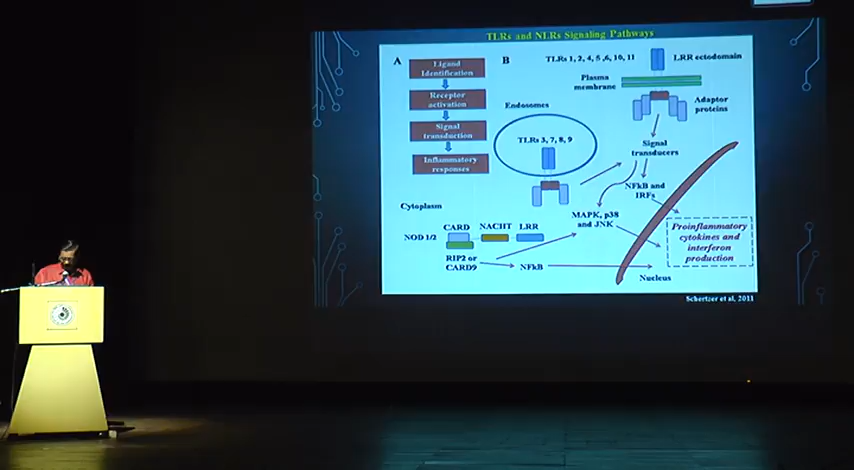 TLRs and NLRs Signaling Pathways
A
Ligand
Identification
Receptor
activation
Signal
transduction
Inflammatory
responses
B
TLRs 1, 2, 4, 5 ,6, 10, 11
LRR ectodomain
Plasma
membrane
Adaptor
proteins
Endosomes
TLRs 3, 7, 8, 9
Signal
transducers
NFkB and
IRFs
MAPK, p38
and JNK
Cytoplasm
NOD 1/2
CARD
NACHT
LRR
RIP2 or
CARD9
NFkB
Proinflammatory
cytokines and
interferon
production
Nucleus
Schertzer et al, 2011